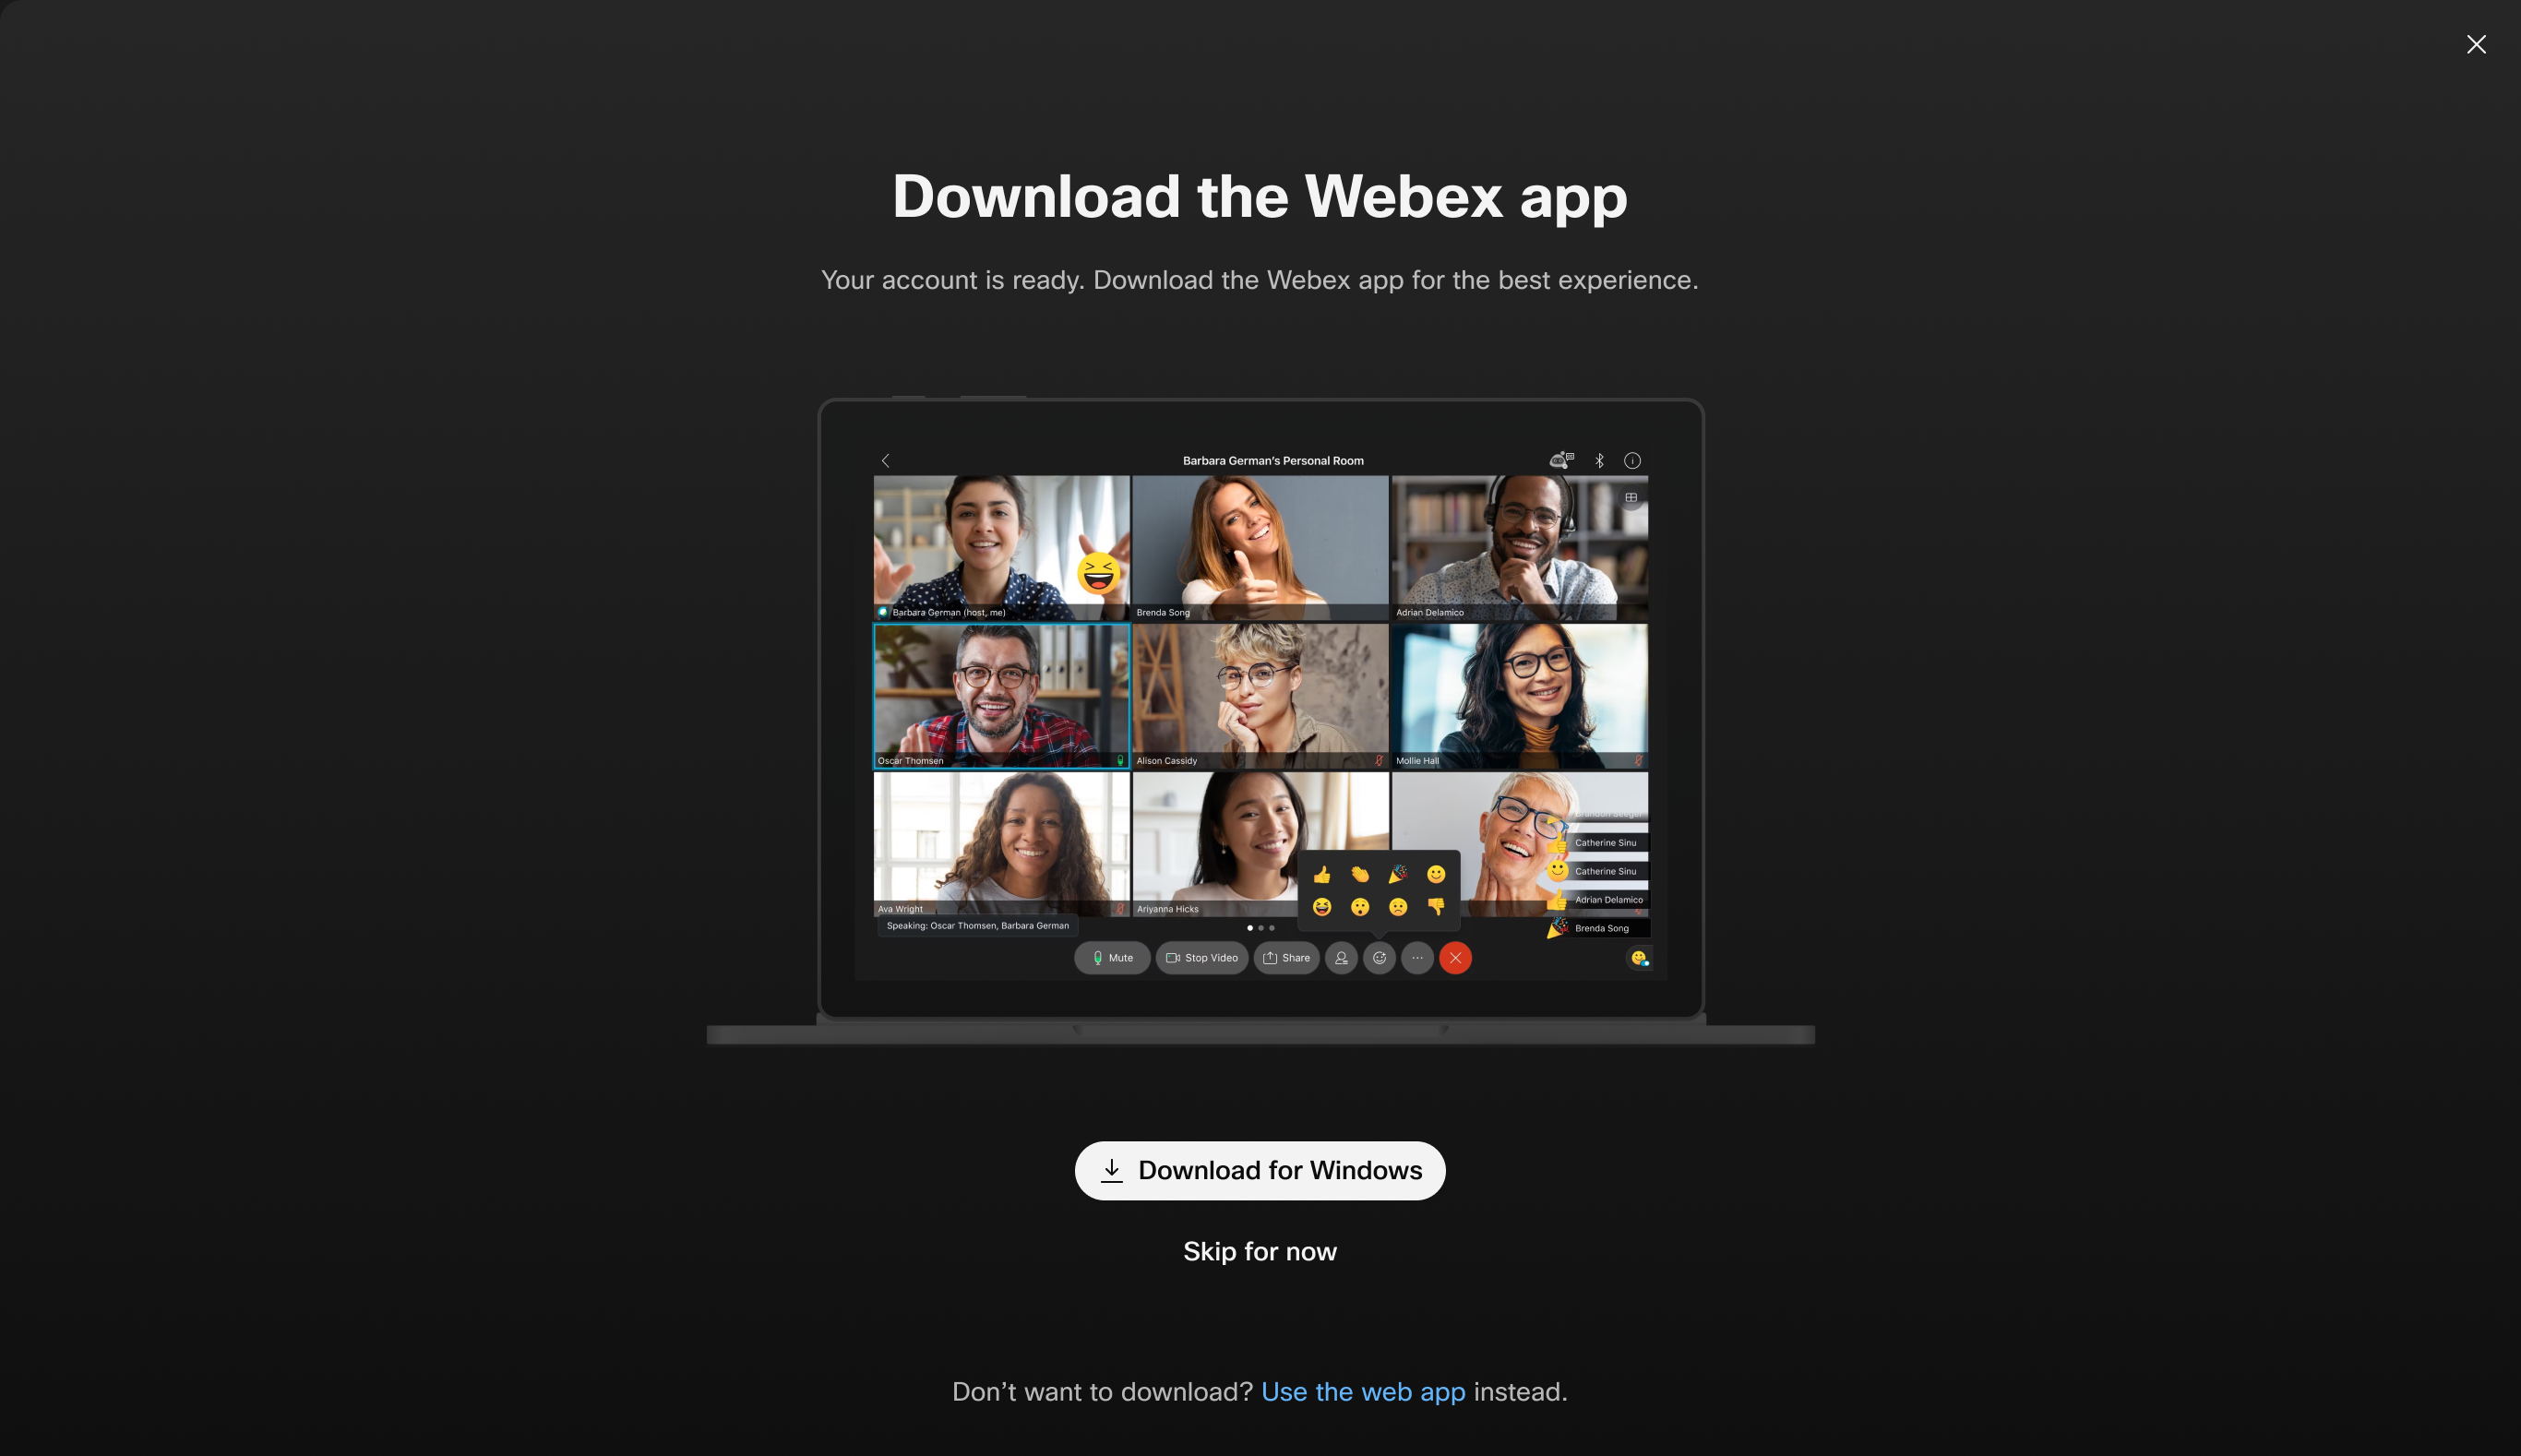 Download the Webex app
Your account is ready. Download the Webex app for the best experience.
Barbara German's Personal Room
Barbara German (host, me)
Brenda Song
Adrian Delamico
Oscar Thomsen
Alison Cassidy
Mollie Hall
Catherine Sinu
Catherine Sinu
Adrian Delamico
Brenda Song
Ava Wright
Ariyanna Hicks
Speaking: Oscar Thomsen, Barbara German
Mute
Stop Video
Share
Download for Windows
Skip for now
Don't want to download? Use the web app instead.